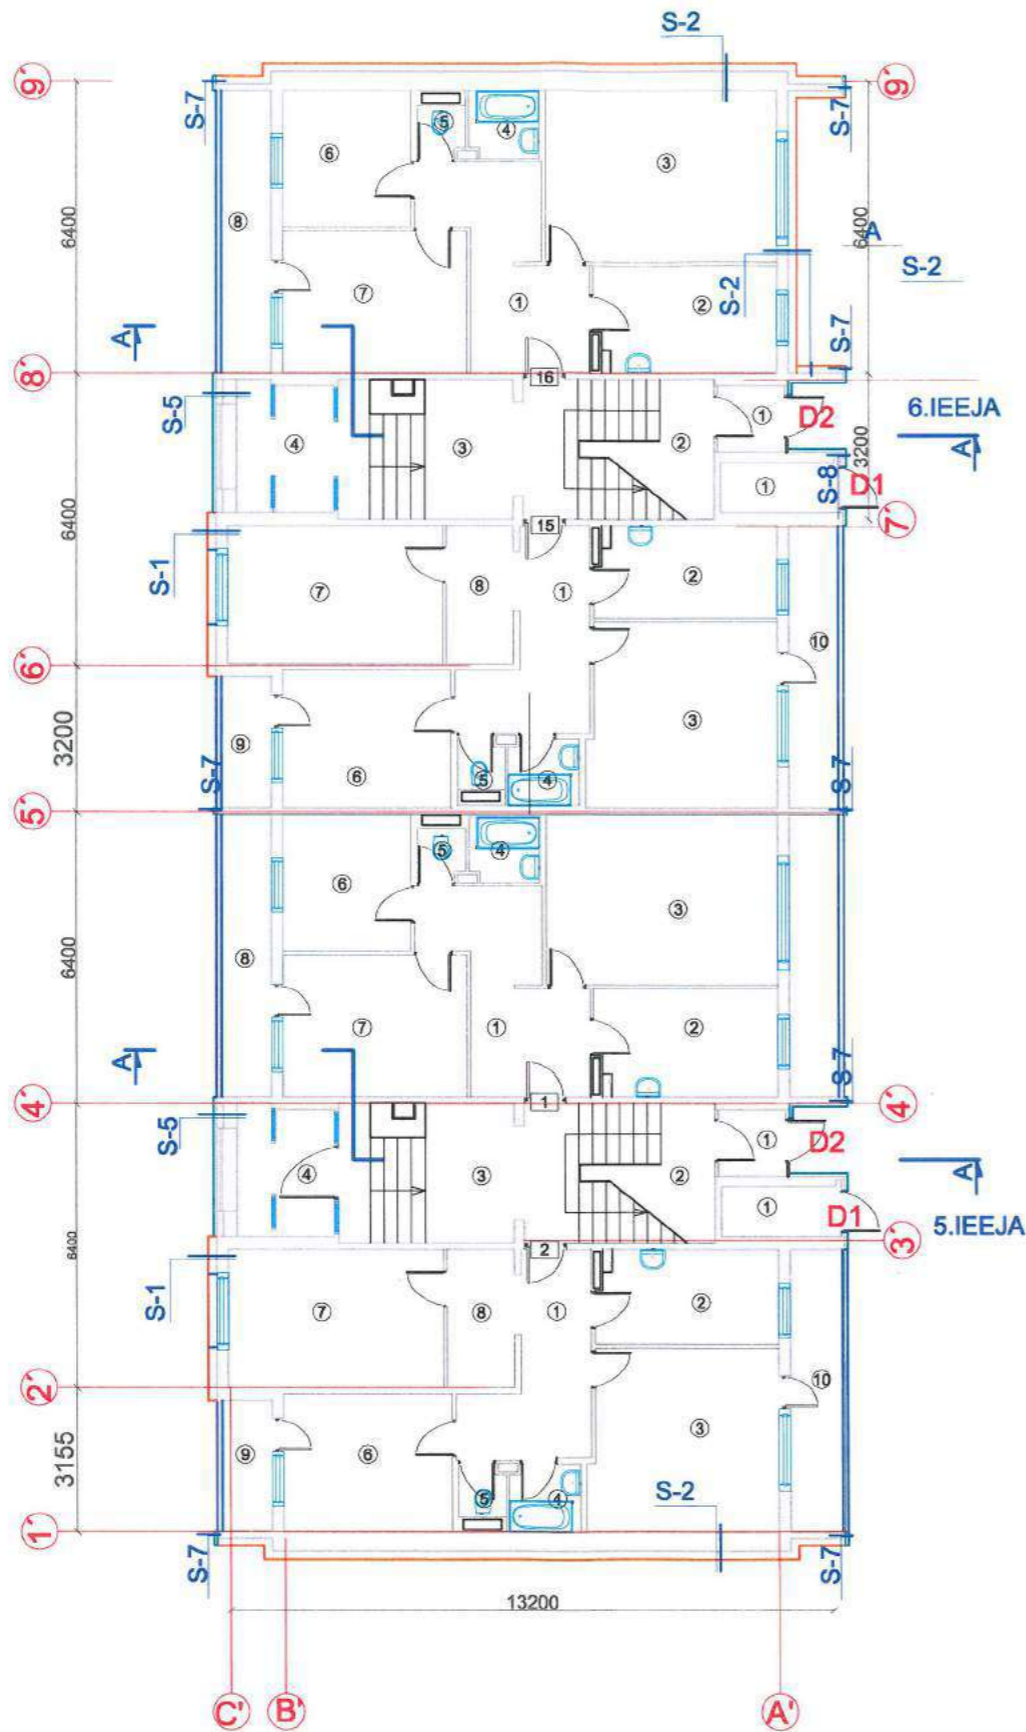 S-2
9' 9'
S-7 S-7
5 4
6 3
6400 8 6400
A
S-2
S-2
7 1 2
S-7
A
8' 16
S-5 1 D2 6.IEEJA
4 3 2
3200 A
1 S-8 D1
6400 15 7'
S-1
7 8 1 2
10
6'
3200 9 3
6 5 4
S-7 S-7
5'
5 4
6 3
6400 8
7 1 2
A S-7
4' 1 4'
S-5 1 D2
4 3 2 A
1 D1 5.IEEJA
6400 2 3'
S-1
7 8 1 2
2' 10
3155 9 6 3
5 4 S-2
1'
S-7 S-7
13200
C' B' A'